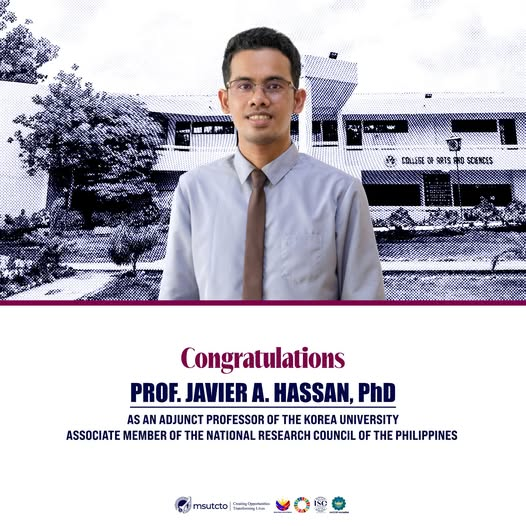 COLLEGE OF ARTS AND SCIENCES
Congratulations
PROF. JAVIER A. HASSAN, PhD
AS AN ADJUNCT PROFESSOR OF THE KOREA UNIVERSITY
ASSOCIATE MEMBER OF THE NATIONAL RESEARCH COUNCIL OF THE PHILIPPINES
msutcto
Creating Opportunities
Transforming Lives
ISO